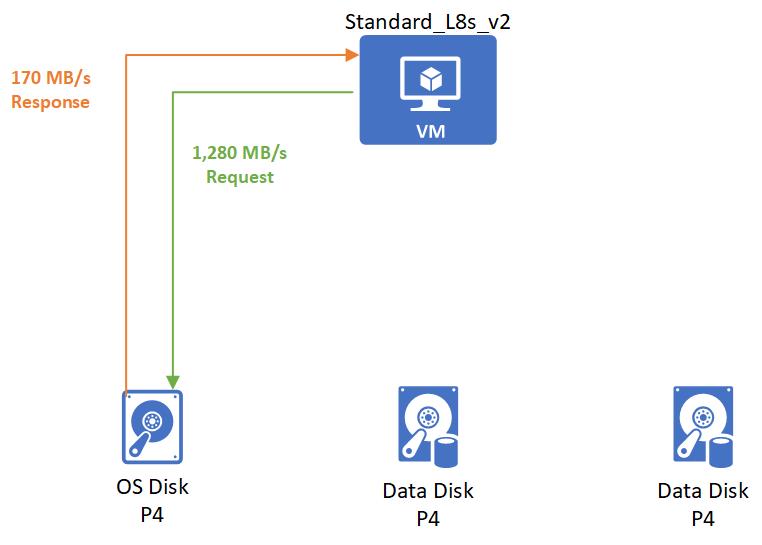 Standard_L8s_v2
170 MB/s
Response
VM
1,280 MB/s
Request
OS Disk
P4
Data Disk
P4
Data Disk
P4